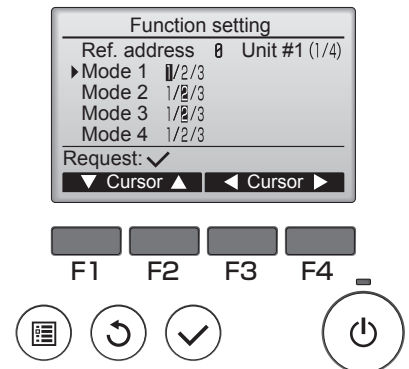 Function setting
Ref. address 0 Unit #1 (1/4)
▶Mode 1 1/2/3
Mode 2 1/2/3
Mode 3 1/2/3
Mode 4 1/2/3
Request: ✓
▼ Cursor ▲ ◀ Cursor ▶
F1 F2 F3 F4